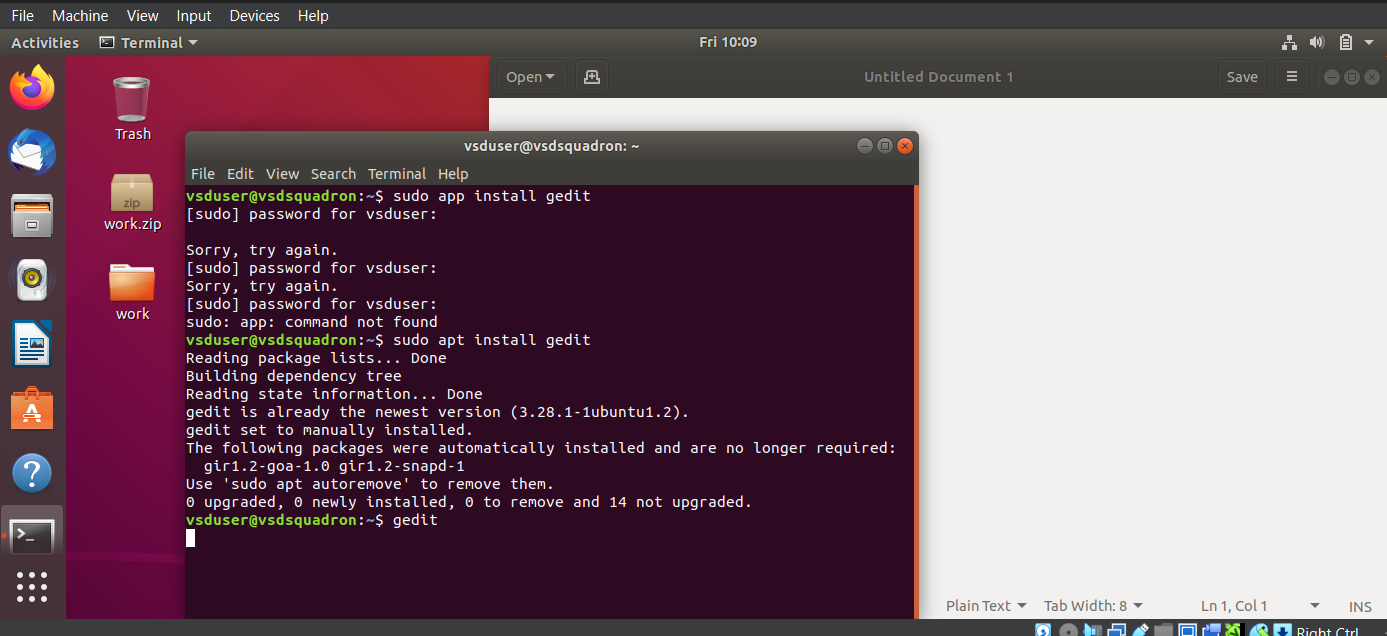 File Machine View Input Devices Help
Activities Terminal Fri 10:09
Open Untitled Document 1 Save
Trash
zip
work.zip
work
vsduser@vsdsquadron: ~
File Edit View Search Terminal Help
vsduser@vsdsquadron:~$ sudo app install gedit
[sudo] password for vsduser:
Sorry, try again.
[sudo] password for vsduser:
Sorry, try again.
[sudo] password for vsduser:
sudo: app: command not found
vsduser@vsdsquadron:~$ sudo apt install gedit
Reading package lists... Done
Building dependency tree
Reading state information... Done
gedit is already the newest version (3.28.1-1ubuntu1.2).
gedit set to manually installed.
The following packages were automatically installed and are no longer required:
gir1.2-goa-1.0 gir1.2-snapd-1
Use 'sudo apt autoremove' to remove them.
0 upgraded, 0 newly installed, 0 to remove and 14 not upgraded.
vsduser@vsdsquadron:~$ gedit
Plain Text Tab Width: 8 Ln 1, Col 1 INS
Right Ctrl